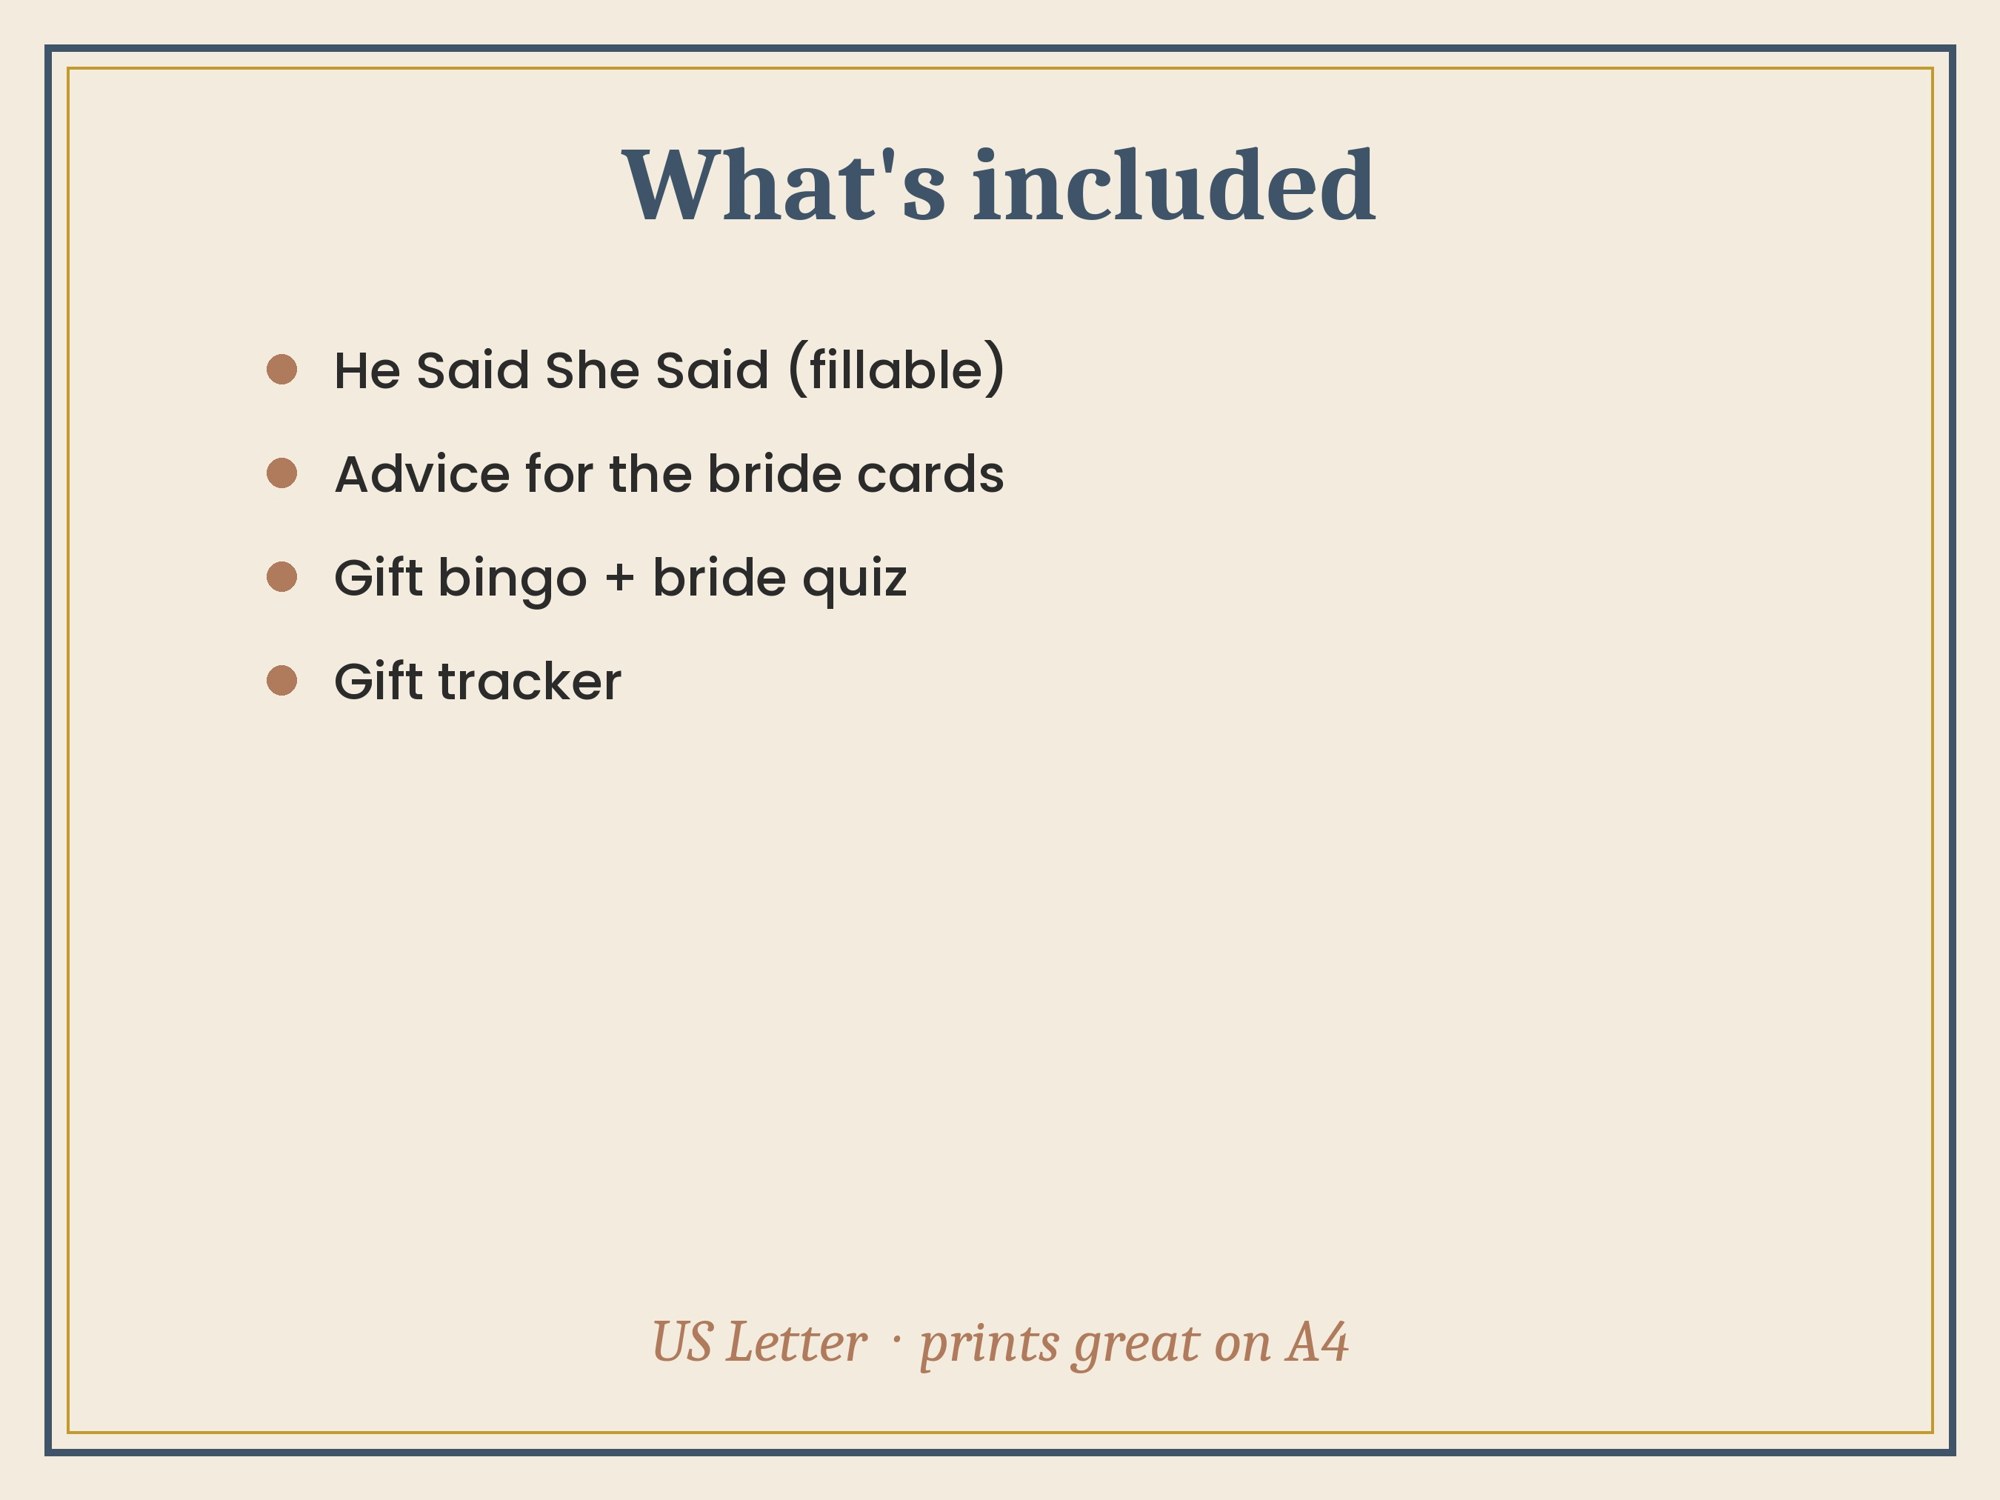 What's included
He Said She Said (fillable)
Advice for the bride cards
Gift bingo + bride quiz
Gift tracker
US Letter · prints great on A4